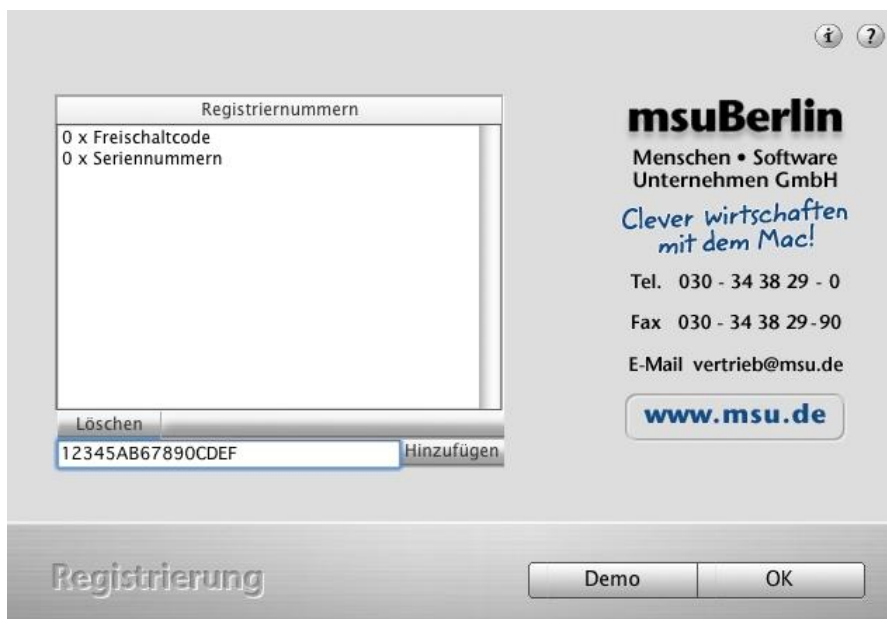 i ?
Registriernummern
0 x Freischaltcode
0 x Seriennummern
Löschen
12345AB67890CDEF
Hinzufügen
msuBerlin
Menschen • Software
Unternehmen GmbH
Clever wirtschaften
mit dem Mac!
Tel. 030 - 34 38 29 - 0
Fax 030 - 34 38 29 - 90
E-Mail vertrieb@msu.de
www.msu.de
Registrierung
Demo
OK